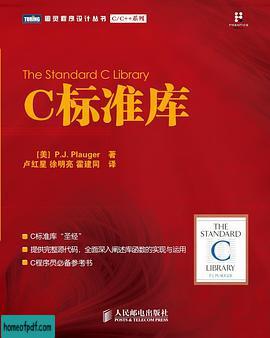 TURING 图灵程序设计丛书 C/C++系列
The Standard C Library
C标准库
[美] P.J. Plauger 著
卢红星 徐明亮 霍建同 译
C标准库“圣经”
提供完整源代码，全面深入阐述库函数的实现与运用
C程序员必备参考书
THE
STANDARD
C
LIBRARY
P.J. PLAUGER
人民邮电出版社
POSTS & TELECOM PRESS
homeofpdf.com